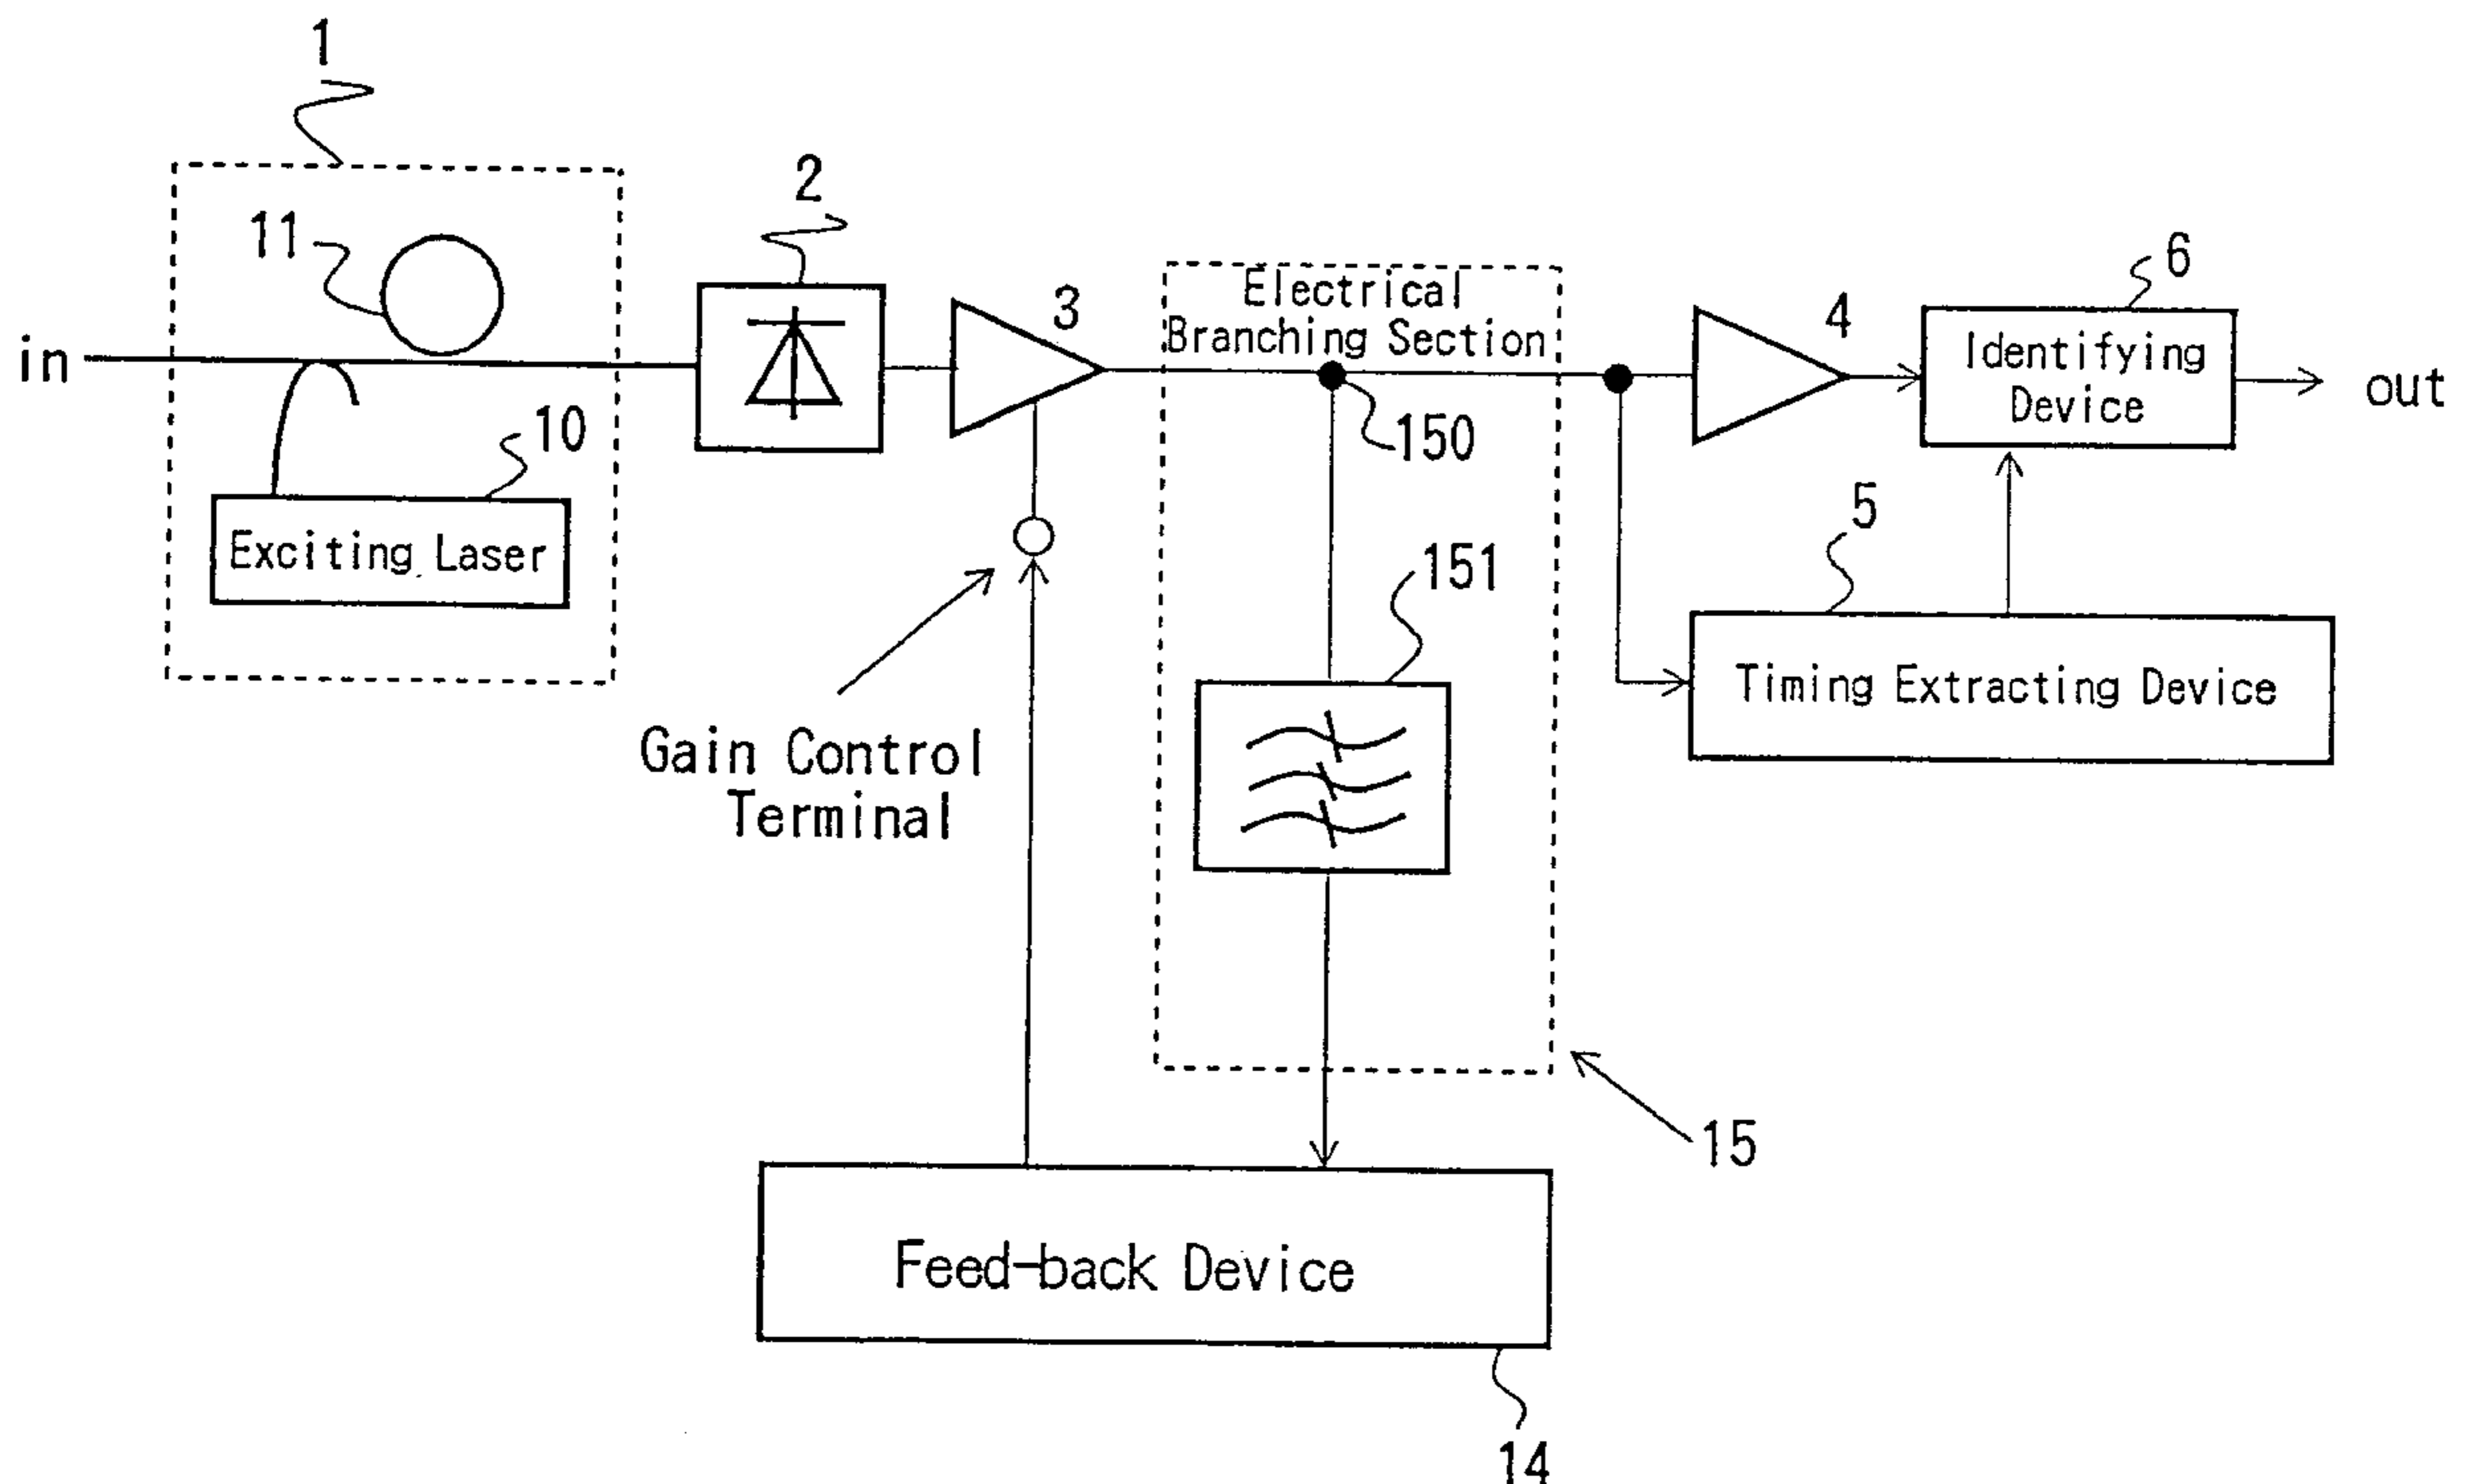 1
2
11
Electrical
Branching Section
3
4
6
Identifying
Device
in
out
10
150
Exciting Laser
151
5
Timing Extracting Device
Gain Control
Terminal
15
Feed-back Device
14